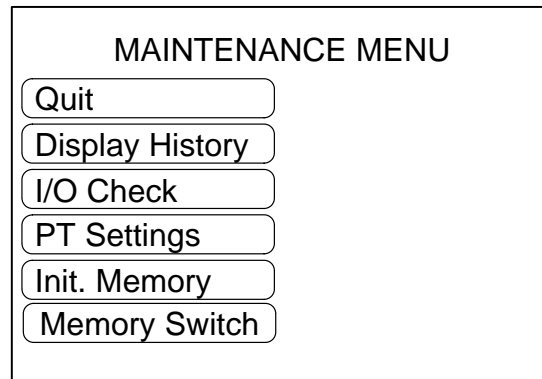 MAINTENANCE MENU
Quit
Display History
I/O Check
PT Settings
Init. Memory
Memory Switch